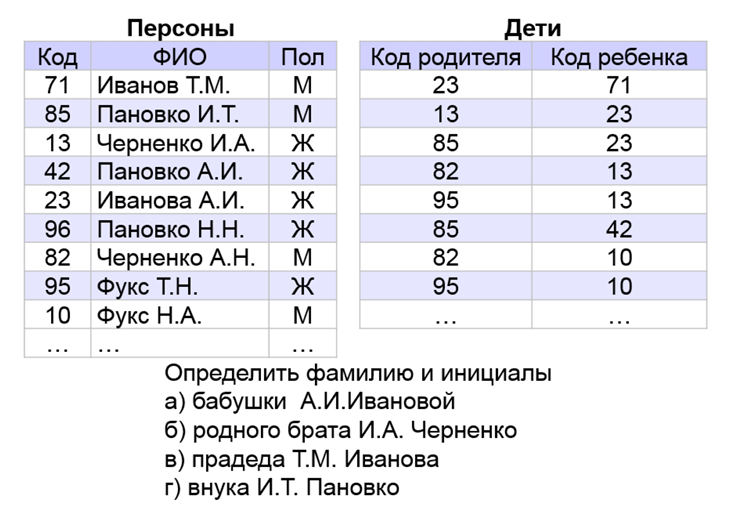 Персоны
Код ФИО Пол
71 Иванов Т.М. М
85 Пановко И.Т. М
13 Черненко И.А. Ж
42 Пановко А.И. Ж
23 Иванова А.И. Ж
96 Пановко Н.Н. Ж
82 Черненко А.Н. М
95 Фукс Т.Н. Ж
10 Фукс Н.А. М
... ... ...
Дети
Код родителя Код ребенка
23 71
13 23
85 23
82 13
95 13
85 42
82 10
95 10
... ...
Определить фамилию и инициалы
а) бабушки А.И.Ивановой
б) родного брата И.А. Черненко
в) прадеда Т.М. Иванова
г) внука И.Т. Пановко